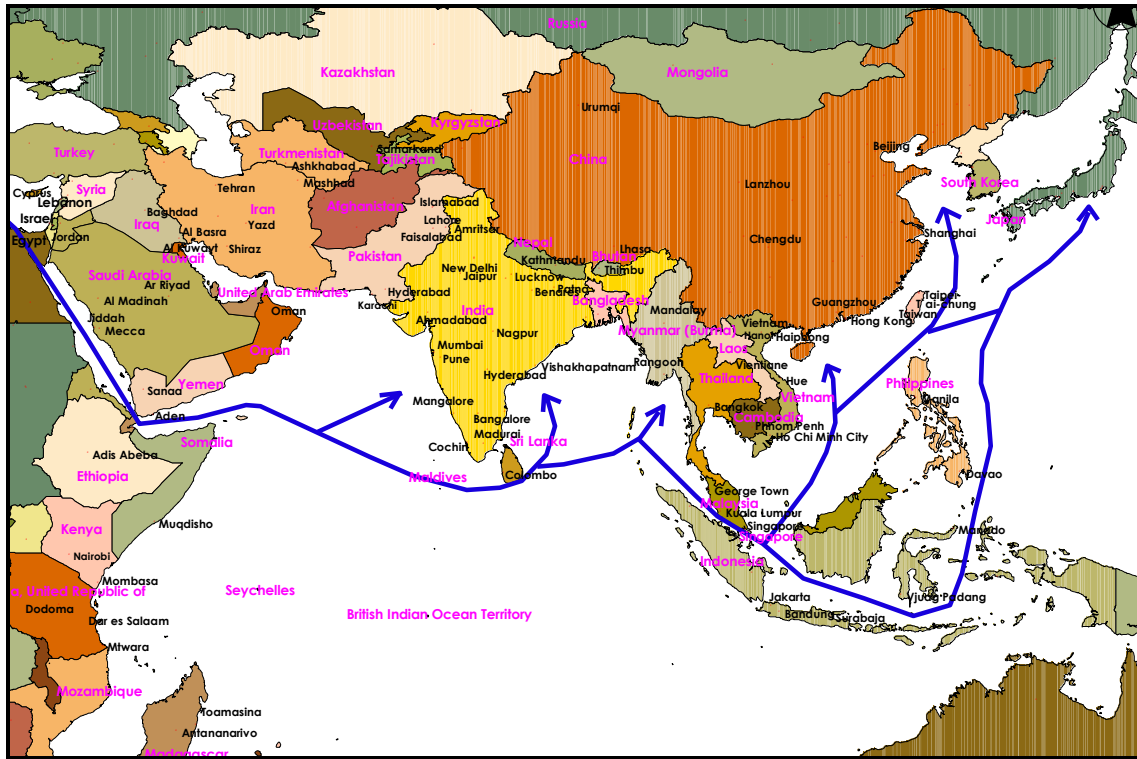 Russia
Kazakhstan
Mongolia
Urumqi
Uzbekistan
Kyrgyzstan
Turkey
Turkmenistan
Samarkand
Tajikistan
China
Beijing
Ashkhabad
Mashhad
Lanzhou
South Korea
Cyprus
Syria
Lebanon
Tehran
Iran
Afghanistan
Islamabad
Japan
Israel
Baghdad
Iraq
Yazd
Lahore
Amritsar
Shanghai
Egypt
Jordan
Al Basra
Faisalabad
Nepal
Chengdu
Al Kuwayt
Kuwait
Shiraz
Pakistan
Kathmandu
Bhutan
Lhasa
Saudi Arabia
New Delhi
Jaipur
Lucknow
Thimbu
Ar Riyad
United Arab Emirates
Hyderabad
Benares
Patna
Bangladesh
Al Madinah
Oman
Karachi
India
Mandalay
Guangzhou
Taipei
Tai-chung
Jiddah
Ahmadabad
Hong Kong
Taiwan
Mecca
Nagpur
Myanmar (Burma)
Vietnam
Hanoi
Haiphong
Oman
Mumbai
Laos
Pune
Vishakhapatnam
Rangoon
Vientiane
Yemen
Hyderabad
Thailand
Hue
Philippines
Sanaa
Mangalore
Vietnam
Manila
Aden
Bangalore
Bangkok
Cambodia
Somalia
Madurai
Phnom Penh
Cochin
Sri Lanka
Ho Chi Minh City
Adis Abeba
Ethiopia
Maldives
Colombo
Davao
George Town
Malaysia
Kuala Lumpur
Muqdisho
Singapore
Manado
Kenya
Singapore
Nairobi
Indonesia
Mombasa
a, United Republic of
Seychelles
Jakarta
Vjung Padang
Dodoma
British Indian Ocean Territory
Bandung
Surabaja
Dar es Salaam
Mtwara
Mozambique
Toamasina
Antananarivo
Madagascar